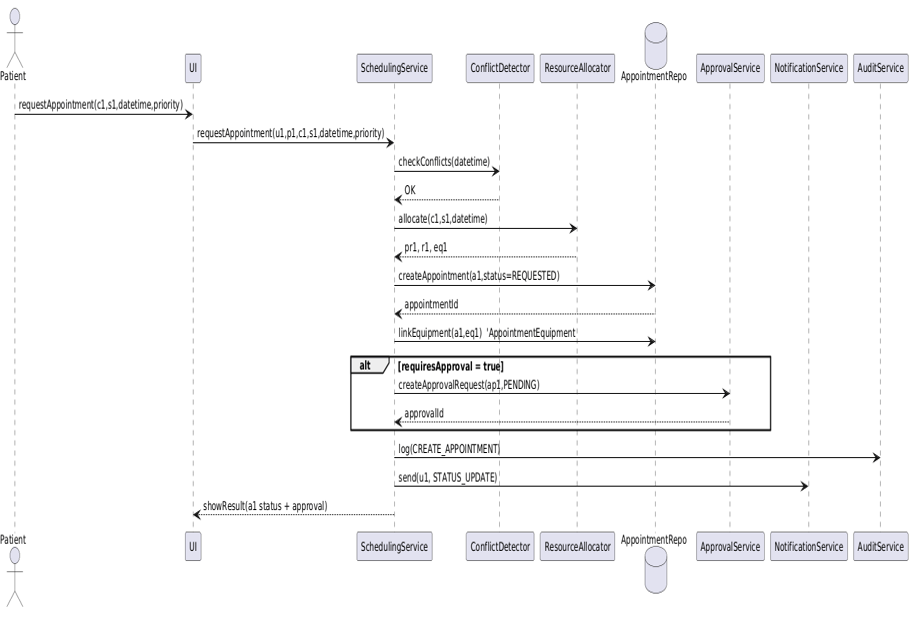 Patient
UI
SchedulingService
ConflictDetector
ResourceAllocator
AppointmentRepo
ApprovalService
NotificationService
AuditService
requestAppointment(c1,s1,datetime,priority)
requestAppointment(u1,p1,c1,s1,datetime,priority)
checkConflicts(datetime)
OK
allocate(c1,s1,datetime)
pr1, r1, eq1
createAppointment(a1,status=REQUESTED)
appointmentId
linkEquipment(a1,eq1) 'AppointmentEquipment
alt [requiresApproval = true]
createApprovalRequest(ap1,PENDING)
approvalId
log(CREATE_APPOINTMENT)
send(u1, STATUS_UPDATE)
showResult(a1 status + approval)
Patient
UI
SchedulingService
ConflictDetector
ResourceAllocator
AppointmentRepo
ApprovalService
NotificationService
AuditService